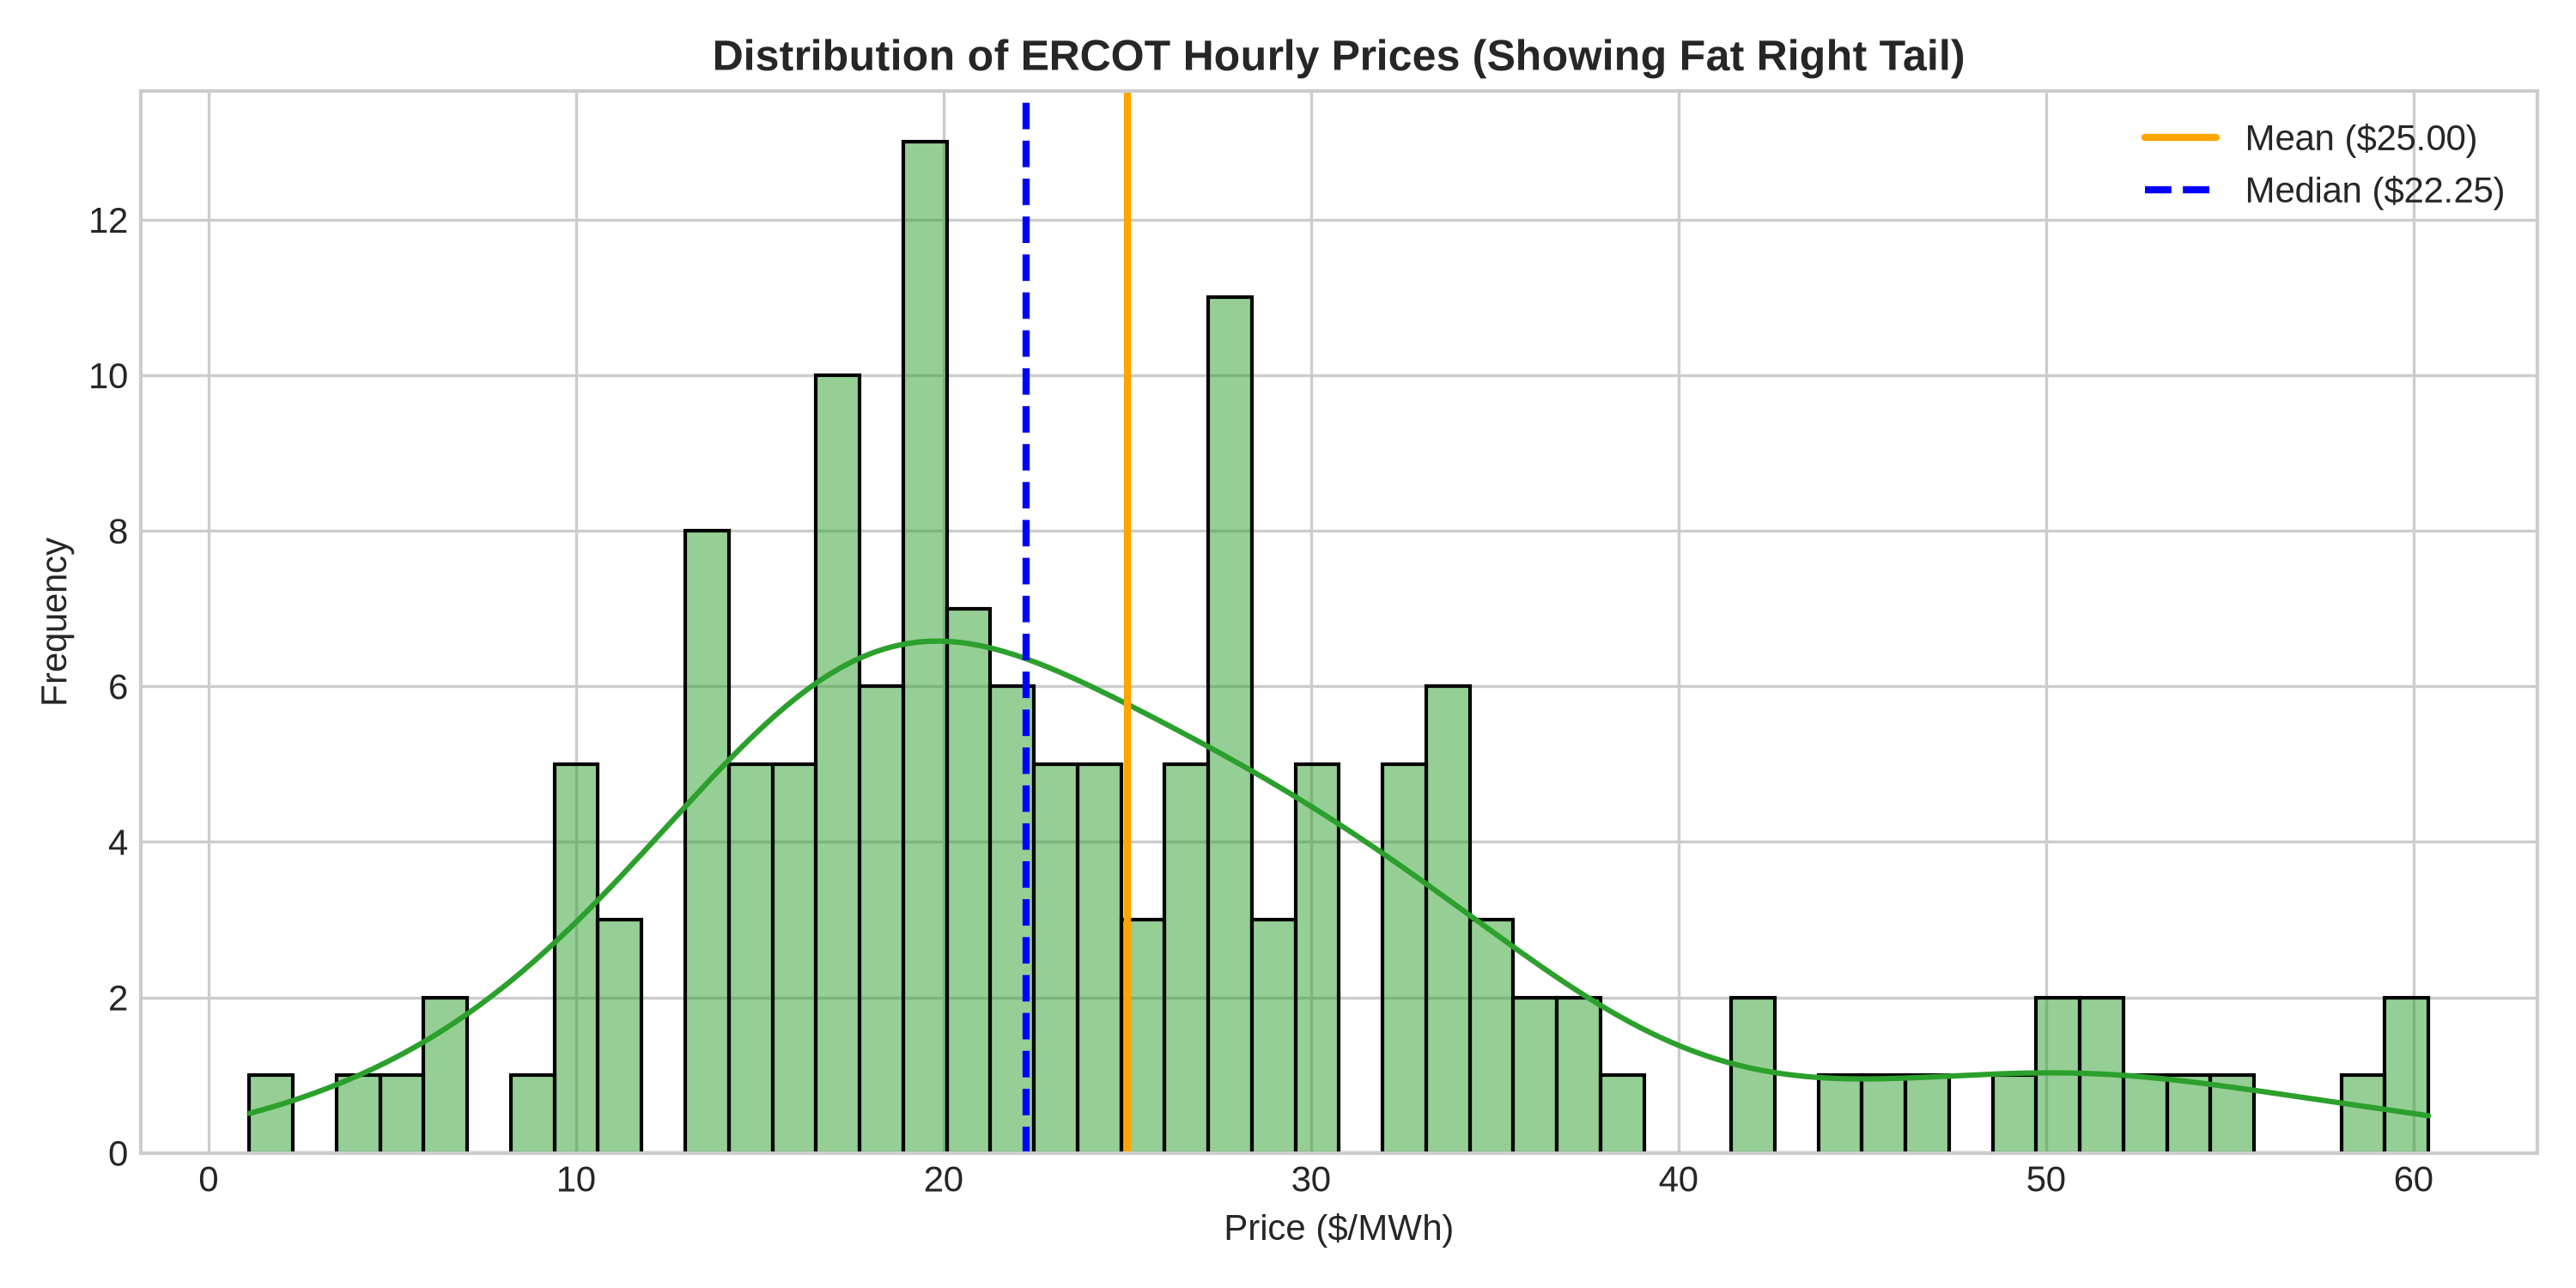 Distribution of ERCOT Hourly Prices (Showing Fat Right Tail)
Mean ($25.00)
Median ($22.25)
12
10
8
6
4
2
0
Frequency
0 10 20 30 40 50 60
Price ($/MWh)